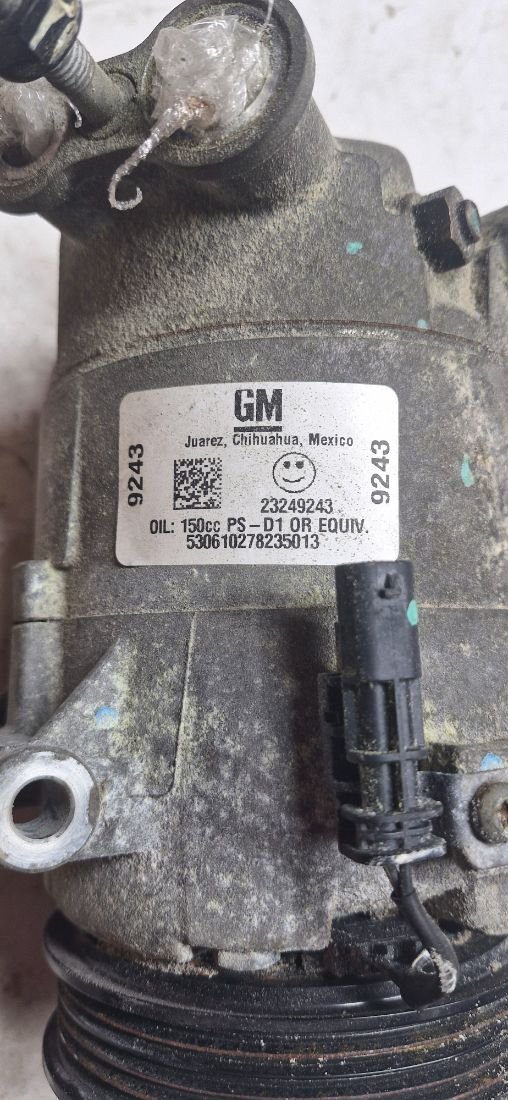 GM
Juarez, Chihuahua, Mexico
9243
9243
23249243
OIL: 150cc PS-D1 OR EQUIV.
530610278235013